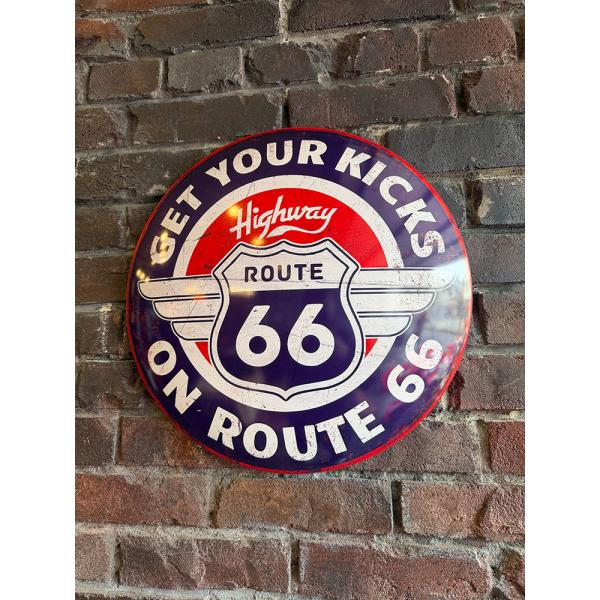 GET YOUR KICKS
Highway
ROUTE
66
ON ROUTE 66